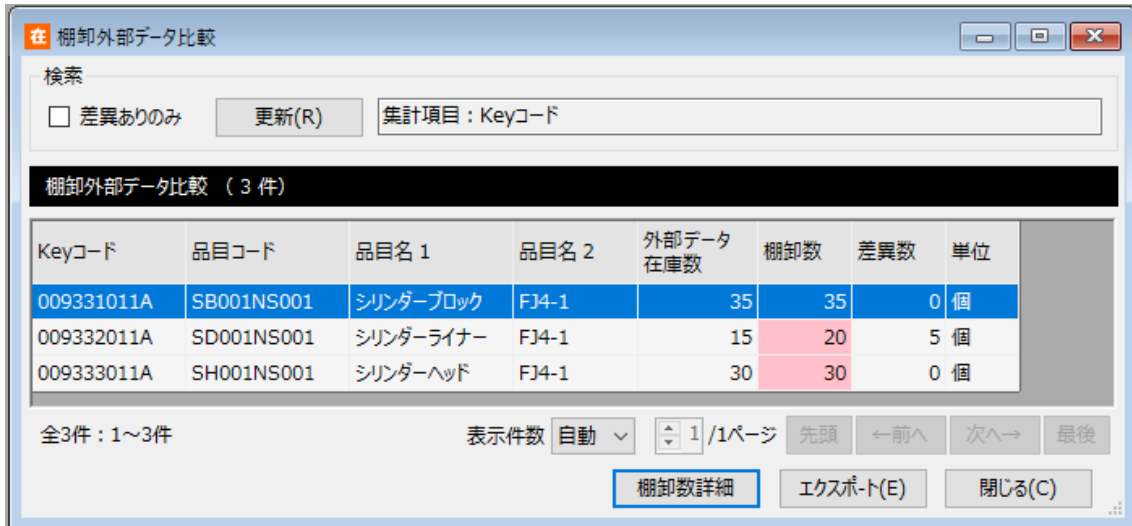 在 棚卸外部データ比較
検索
差異ありのみ 更新(R) 集計項目：Keyコード
棚卸外部データ比較 （ 3 件）
Keyコード 品目コード 品目名 1 品目名 2 外部データ在庫数 棚卸数 差異数 単位
009331011A SB001NS001 シリンダーブロック FJ4-1 35 35 0 個
009332011A SD001NS001 シリンダーライナー FJ4-1 15 20 5 個
009333011A SH001NS001 シリンダーヘッド FJ4-1 30 30 0 個
全3件：1～3件 表示件数 自動 1 /1ページ 先頭 ←前へ 次へ→ 最後
棚卸数詳細 エクスポート(E) 閉じる(C)